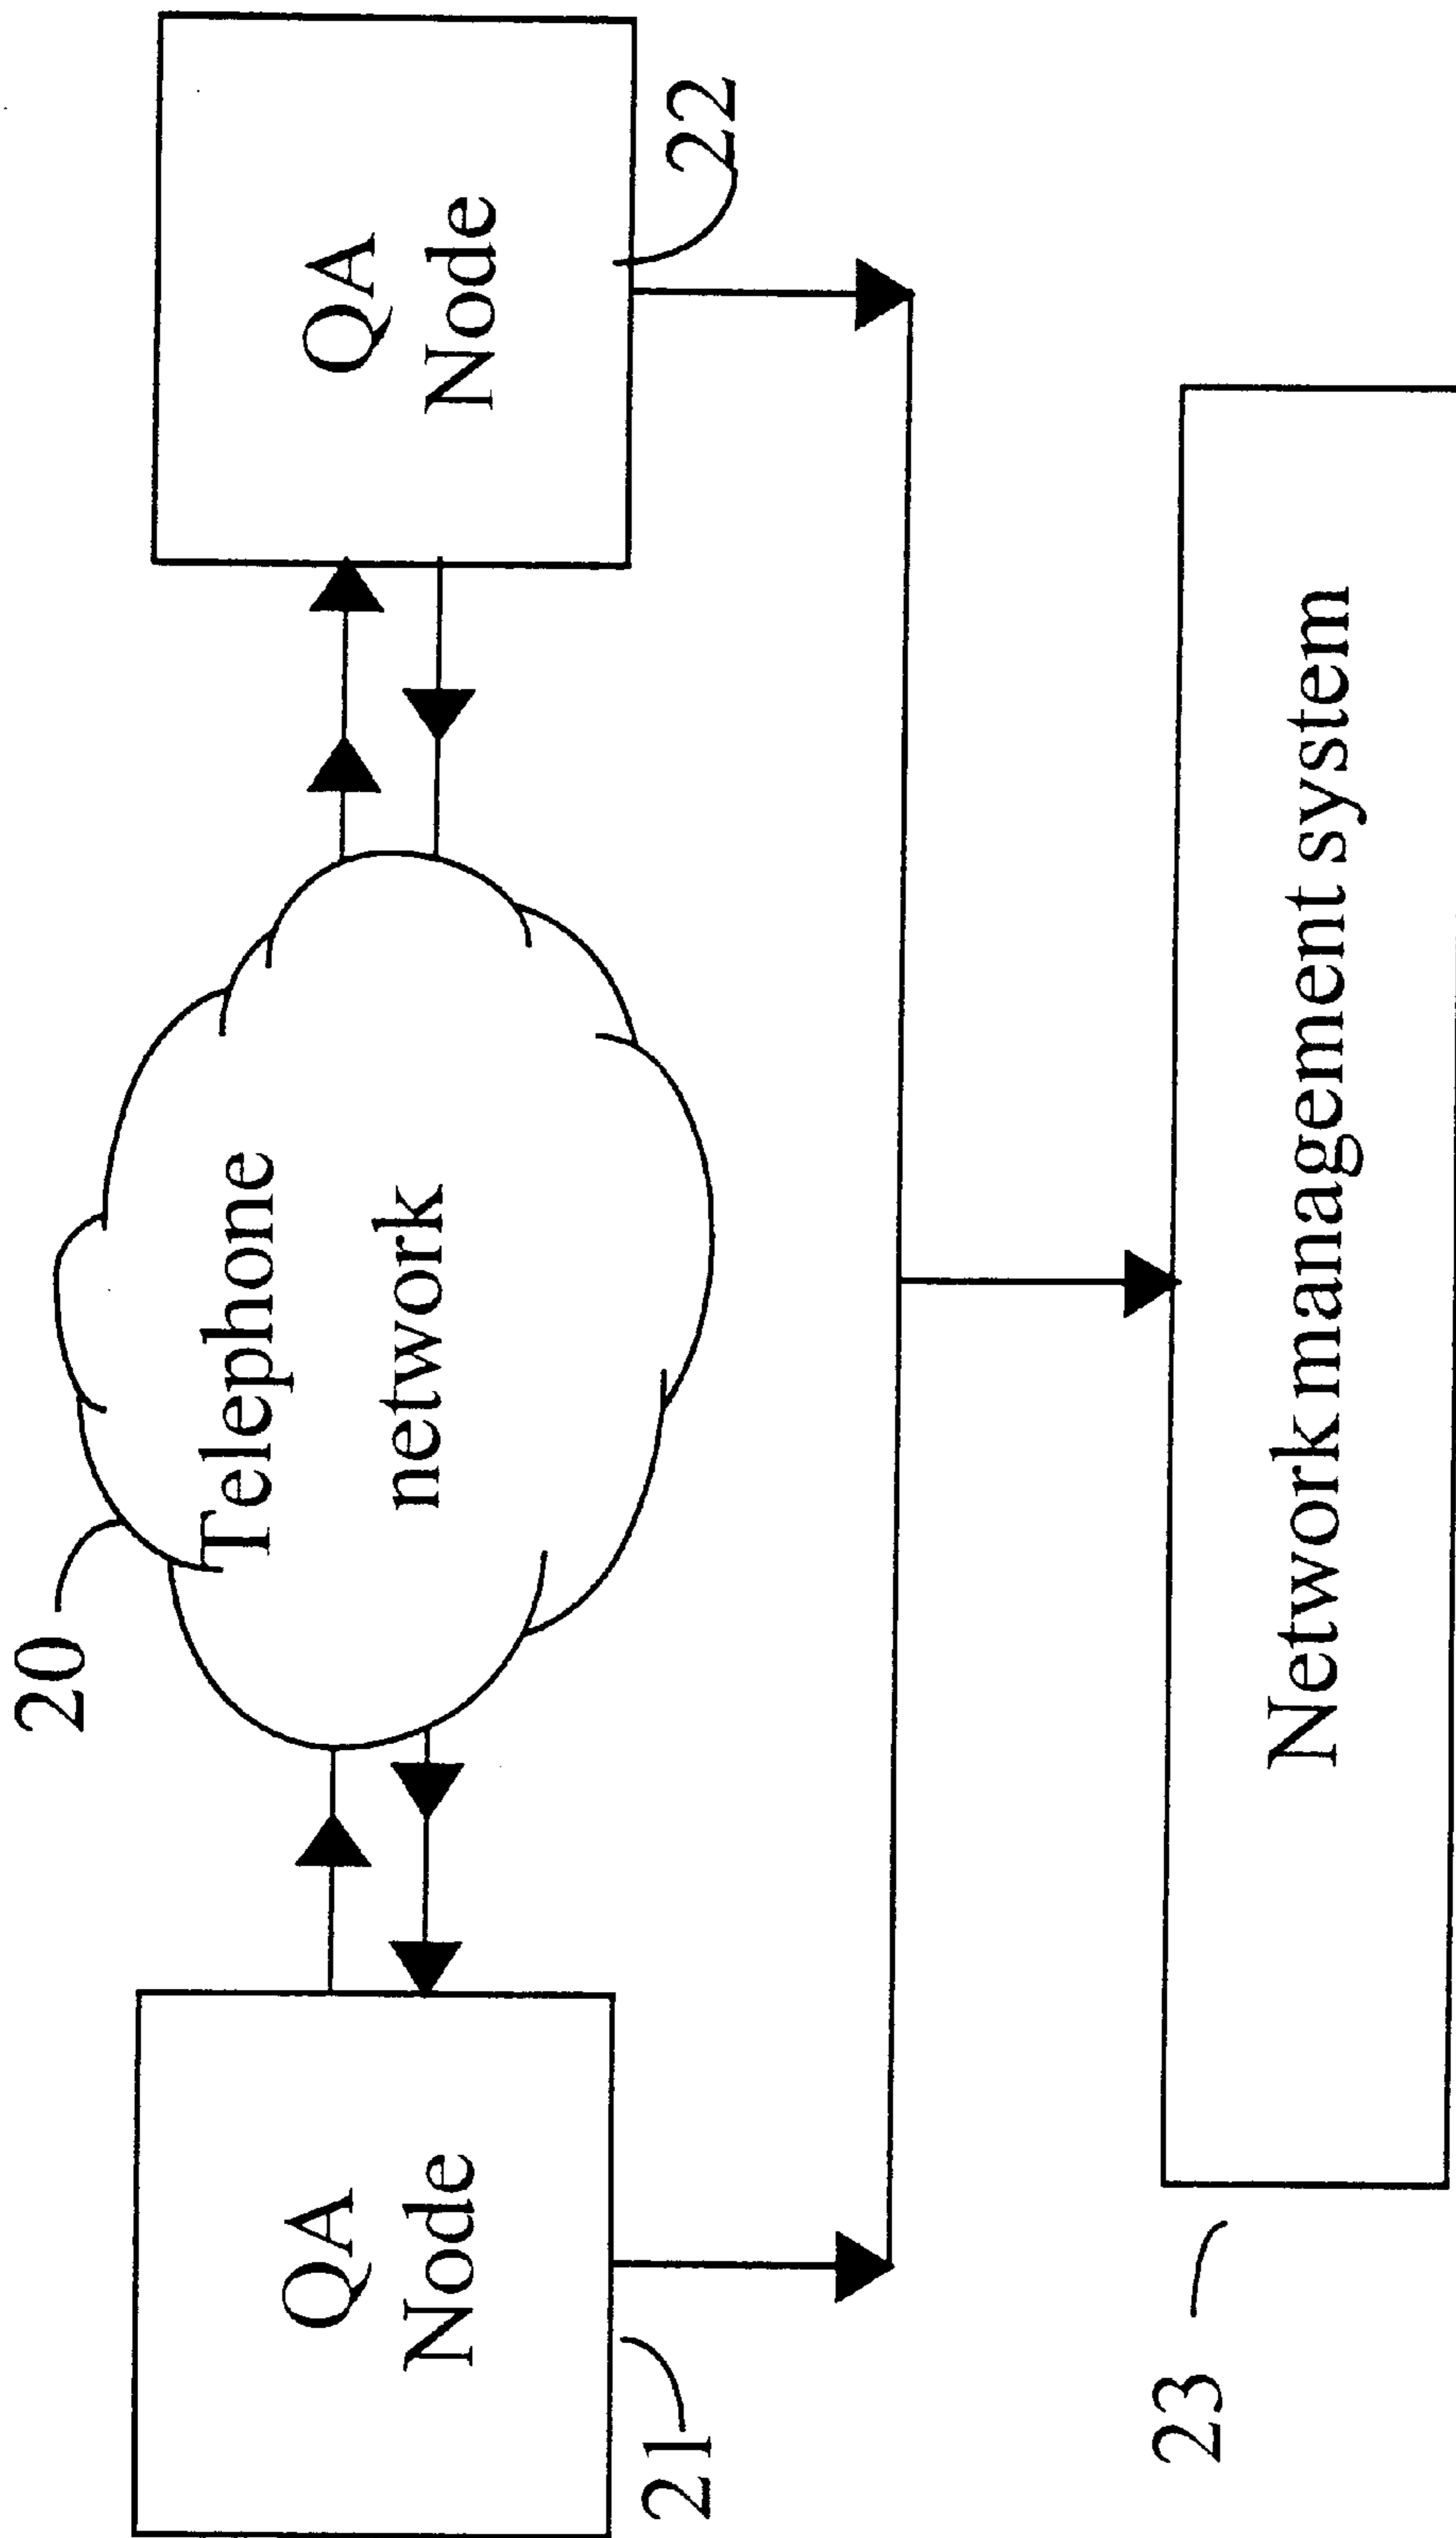 20
QA
Node
Telephone
network
QA
Node
21
22
23
Network management system